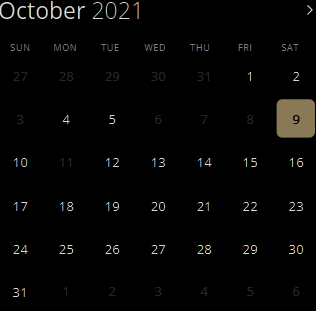 October 2021 >
SUN MON TUE WED THU FRI SAT
27 28 29 30 31 1 2
3 4 5 6 7 8 9
10 11 12 13 14 15 16
17 18 19 20 21 22 23
24 25 26 27 28 29 30
31 1 2 3 4 5 6